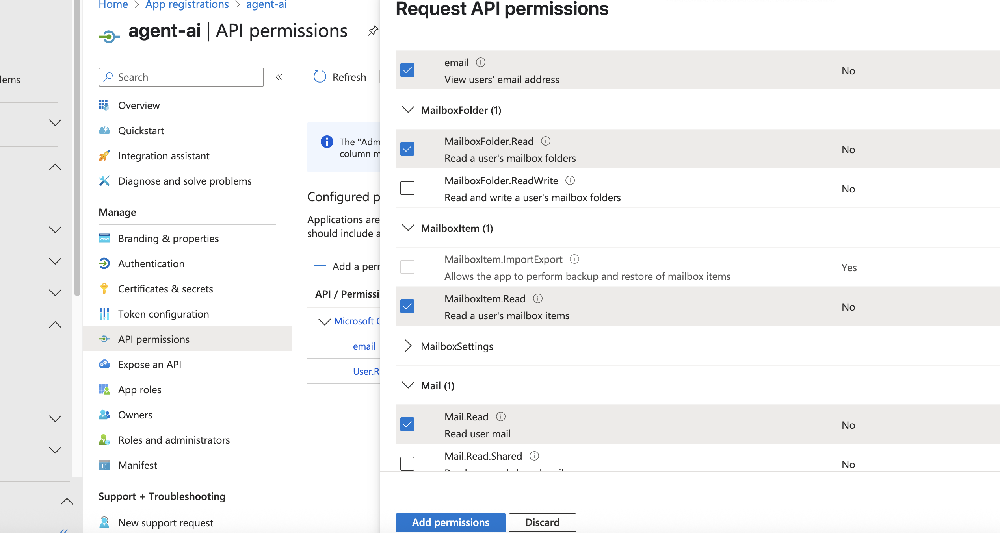 lems
Home > App registrations > agent-ai
agent-ai | API permissions
Search
«
Overview
Quickstart
Integration assistant
Diagnose and solve problems
Manage
Branding & properties
Authentication
Certificates & secrets
Token configuration
API permissions
Expose an API
App roles
Owners
Roles and administrators
Manifest
Support + Troubleshooting
New support request
Refresh
The "Adm
column m
Configured p
Applications are
should include a
+ Add a perm
API / Permissi
Microsoft G
email
User.R
Request API permissions
email
View users' email address
No
MailboxFolder (1)
MailboxFolder.Read
Read a user's mailbox folders
No
MailboxFolder.ReadWrite
Read and write a user's mailbox folders
No
MailboxItem (1)
MailboxItem.ImportExport
Allows the app to perform backup and restore of mailbox items
Yes
MailboxItem.Read
Read a user's mailbox items
No
MailboxSettings
Mail (1)
Mail.Read
Read user mail
No
Mail.Read.Shared
No
Add permissions
Discard